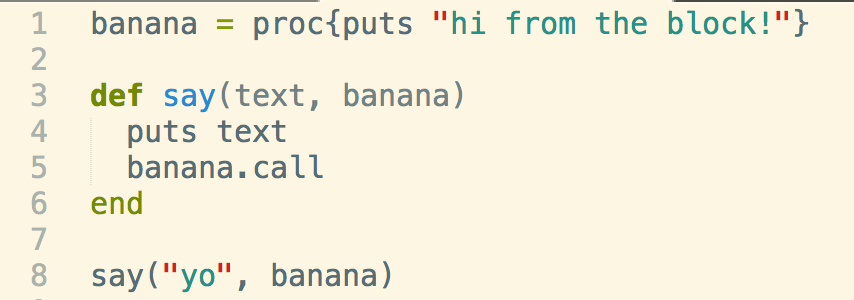 1 banana = proc{puts "hi from the block!"}
2
3 def say(text, banana)
4   puts text
5   banana.call
6 end
7
8 say("yo", banana)